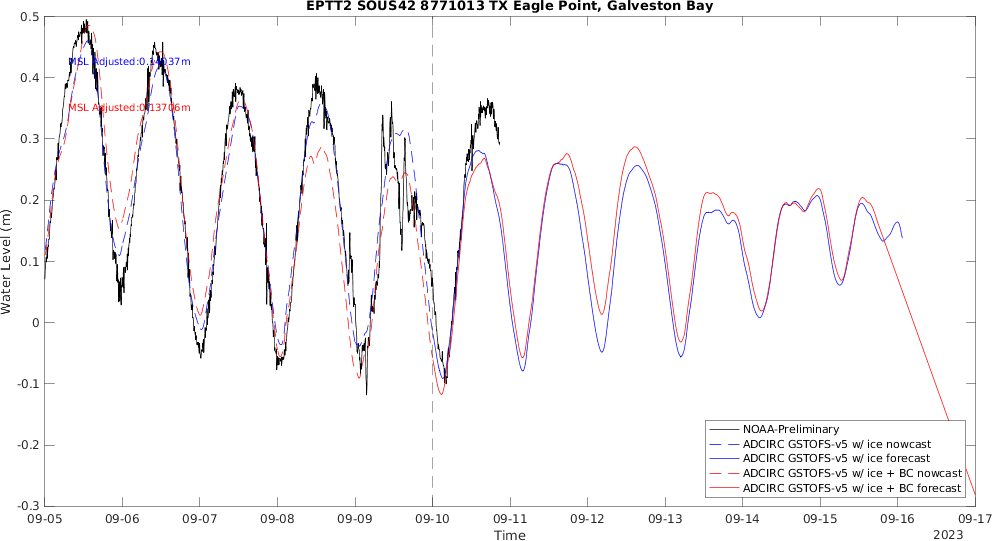 EPTT2 SOUS42 8771013 TX Eagle Point, Galveston Bay
0.5
0.4
0.3
0.2
0.1
0
-0.1
-0.2
-0.3
Water Level (m)
MSL Adjusted:0.14037m
MSL Adjusted:0.13706m
NOAA-Preliminary
ADCIRC GSTOFS-v5 w/ ice nowcast
ADCIRC GSTOFS-v5 w/ ice forecast
ADCIRC GSTOFS-v5 w/ ice + BC nowcast
ADCIRC GSTOFS-v5 w/ ice + BC forecast
09-05 09-06 09-07 09-08 09-09 09-10 09-11 09-12 09-13 09-14 09-15 09-16 09-17
Time
2023